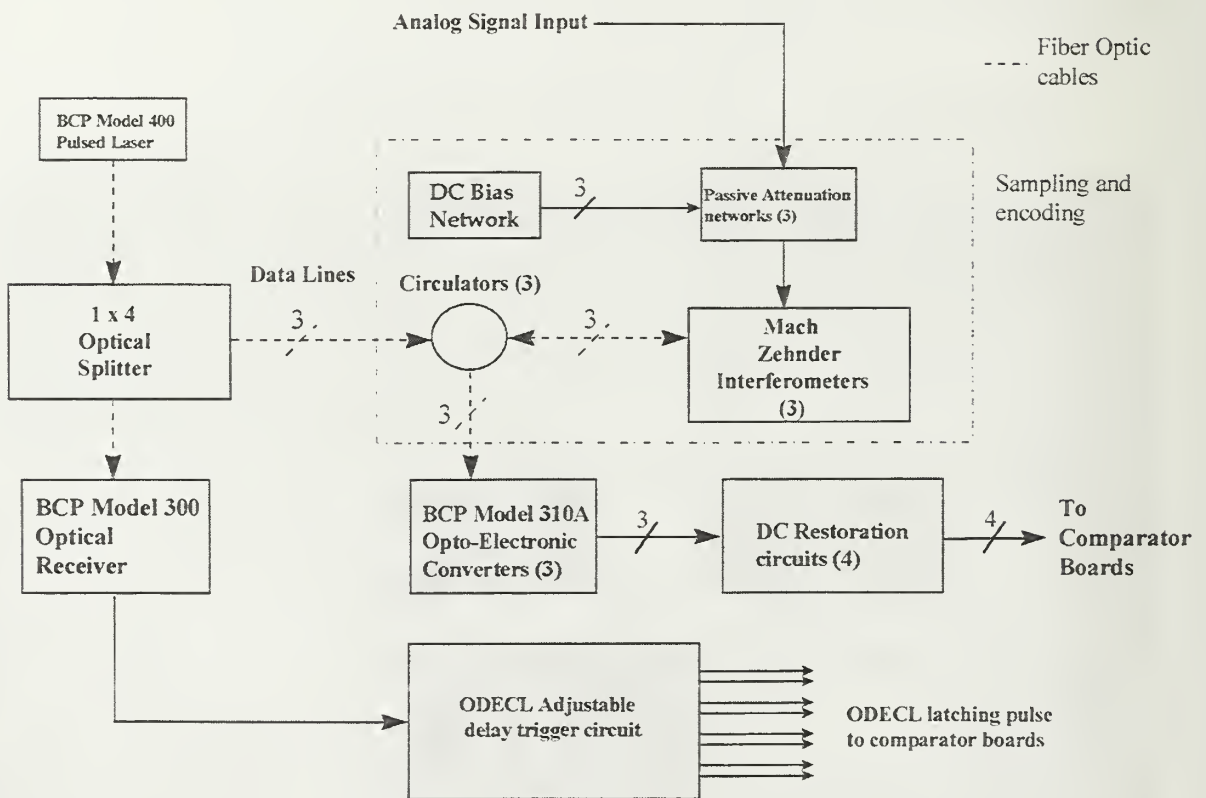 Analog Signal Input
Fiber Optic
cables
BCP Model 400
Pulsed Laser
DC Bias
Network
3
Passive Attenuation
networks (3)
Sampling and
encoding
Data Lines
Circulators (3)
1 x 4
Optical
Splitter
3
3
Mach
Zehnder
Interferometers
(3)
3
BCP Model 300
Optical
Receiver
BCP Model 310A
Opto-Electronic
Converters (3)
3
DC Restoration
circuits (4)
4
To
Comparator
Boards
ODECL Adjustable
delay trigger circuit
ODECL latching pulse
to comparator boards